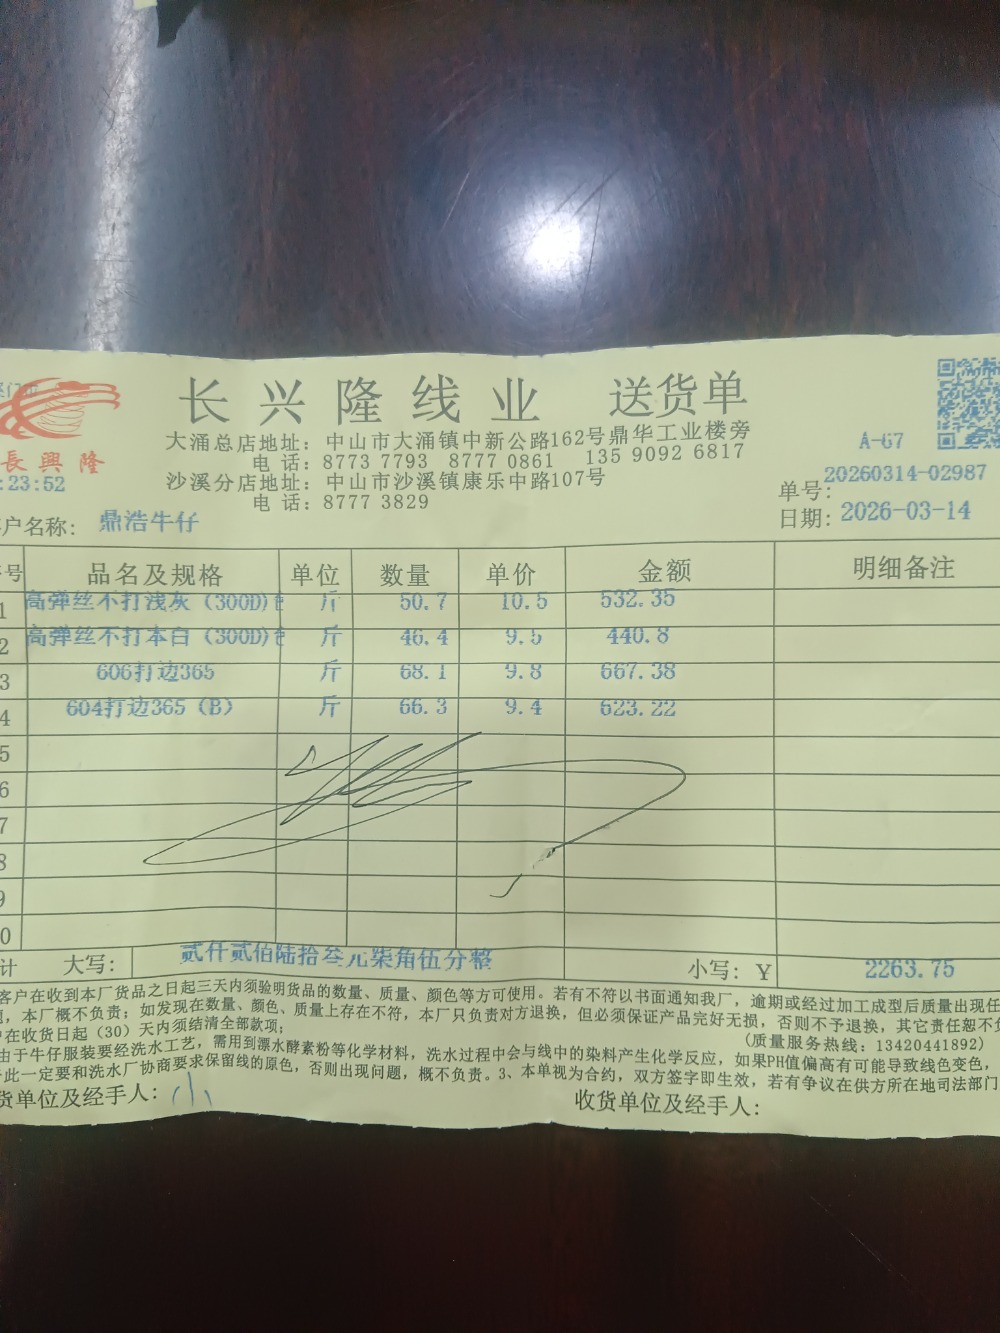 长兴隆线业 送货单
長興隆
大涌总店地址：中山市大涌镇中新公路162号鼎华工业楼旁
电 话：8773 7793 8777 0861 135 9092 6817
沙溪分店地址：中山市沙溪镇康乐中路107号
电 话：8777 3829
A-G7
:23:52
单号：20260314-02987
户名称：鼎浩牛仔
日期：2026-03-14
号 品名及规格 单位 数量 单价 金额 明细备注
1 高弹丝不打浅灰（300D) 斤 50.7 10.5 532.35
2 高弹丝不打本白（300D) 斤 46.4 9.5 440.8
3 606打边365 斤 68.1 9.8 667.38
4 604打边365（B） 斤 66.3 9.4 623.22
5
6
7
8
9
0
计 大写：贰仟贰佰陆拾叁元柒角伍分整 小写：Y 2263.75
客户在收到本厂货品之日起三天内须验明货品的数量、质量、颜色等方可使用。若有不符以书面通知我厂，逾期或经过加工成型后质量出现任
，本厂概不负责；如发现在数量、颜色、质量上存在不符，本厂只负责对方退换，但必须保证产品完好无损，否则不予退换，其它责任恕不
在收货日起（30）天内须结清全部款项；
（质量服务热线：13420441892）
由于牛仔服装要经洗水工艺，需用到漂水酵素粉等化学材料，洗水过程中会与线中的染料产生化学反应，如果PH值偏高有可能导致线色变色，
此一定要和洗水厂协商要求保留线的原色，否则出现问题，概不负责。3、本单视为合约，双方签字即生效，若有争议在供方所在地司法部门
货单位及经手人：
收货单位及经手人：